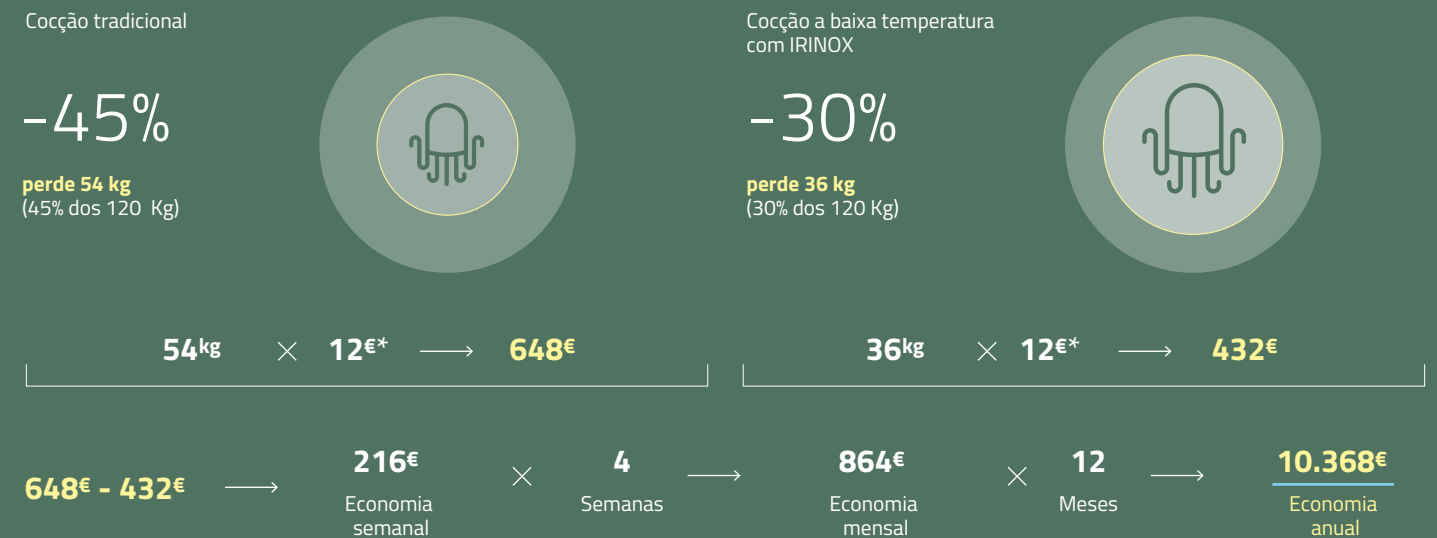 Cocção tradicional
-45%
perde 54 kg
(45% dos 120 Kg)
Cocção a baixa temperatura
com IRINOX
-30%
perde 36 kg
(30% dos 120 Kg)
54kg × 12€* → 648€
36kg × 12€* → 432€
648€ - 432€ → 216€ × 4 → 864€ × 12 → 10.368€
Economia semanal Semanas Economia mensal Meses Economia anual